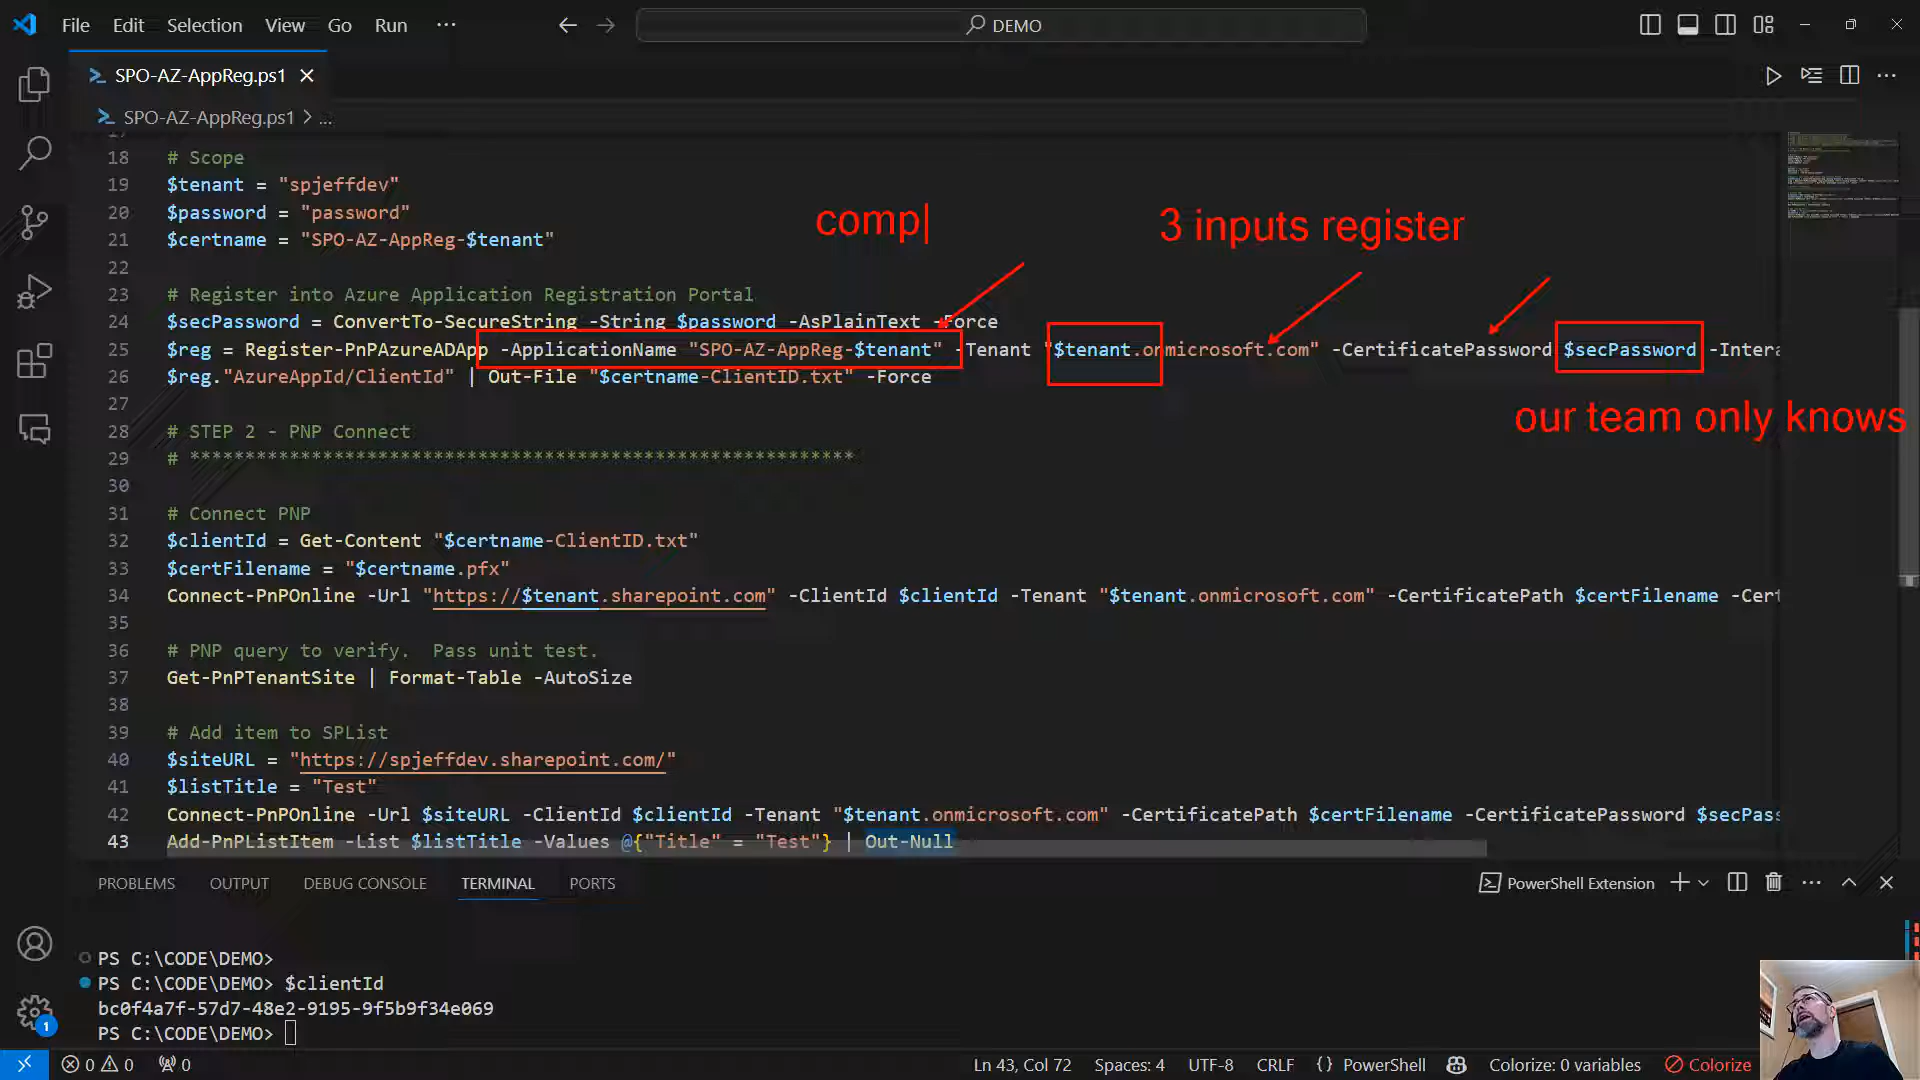 File Edit Selection View Go Run ··· DEMO
SPO-AZ-AppReg.ps1
SPO-AZ-AppReg.ps1 > ...
18 # Scope
19 $tenant = "spjeffdev"
20 $password = "password"
21 $certname = "SPO-AZ-AppReg-$tenant"
comp
3 inputs register
22
23 # Register into Azure Application Registration Portal
24 $secPassword = ConvertTo-SecureString -String $password -AsPlainText -Force
25 $reg = Register-PnPAzureADApp -ApplicationName "SPO-AZ-AppReg-$tenant" -Tenant "$tenant.onmicrosoft.com" -CertificatePassword $secPassword -Intera
26 $reg."AzureAppId/ClientId" | Out-File "$certname-ClientID.txt" -Force
our team only knows
27
28 # STEP 2 - PNP Connect
29 # ************************************************************
30
31 # Connect PNP
32 $clientId = Get-Content "$certname-ClientID.txt"
33 $certFilename = "$certname.pfx"
34 Connect-PnPOnline -Url "https://$tenant.sharepoint.com" -ClientId $clientId -Tenant "$tenant.onmicrosoft.com" -CertificatePath $certFilename -Cert
35
36 # PNP query to verify.  Pass unit test.
37 Get-PnPTenantSite | Format-Table -AutoSize
38
39 # Add item to SPList
40 $siteURL = "https://spjeffdev.sharepoint.com/"
41 $listTitle = "Test"
42 Connect-PnPOnline -Url $siteURL -ClientId $clientId -Tenant "$tenant.onmicrosoft.com" -CertificatePath $certFilename -CertificatePassword $secPass
43 Add-PnPListItem -List $listTitle -Values @{"Title" = "Test"} | Out-Null
PROBLEMS OUTPUT DEBUG CONSOLE TERMINAL PORTS PowerShell Extension
PS C:\CODE\DEMO>
PS C:\CODE\DEMO> $clientId
bc0f4a7f-57d7-48e2-9195-9f5b9f34e069
PS C:\CODE\DEMO>
1
0 0 0 Ln 43, Col 72 Spaces: 4 UTF-8 CRLF {} PowerShell Colorize: 0 variables Colorize